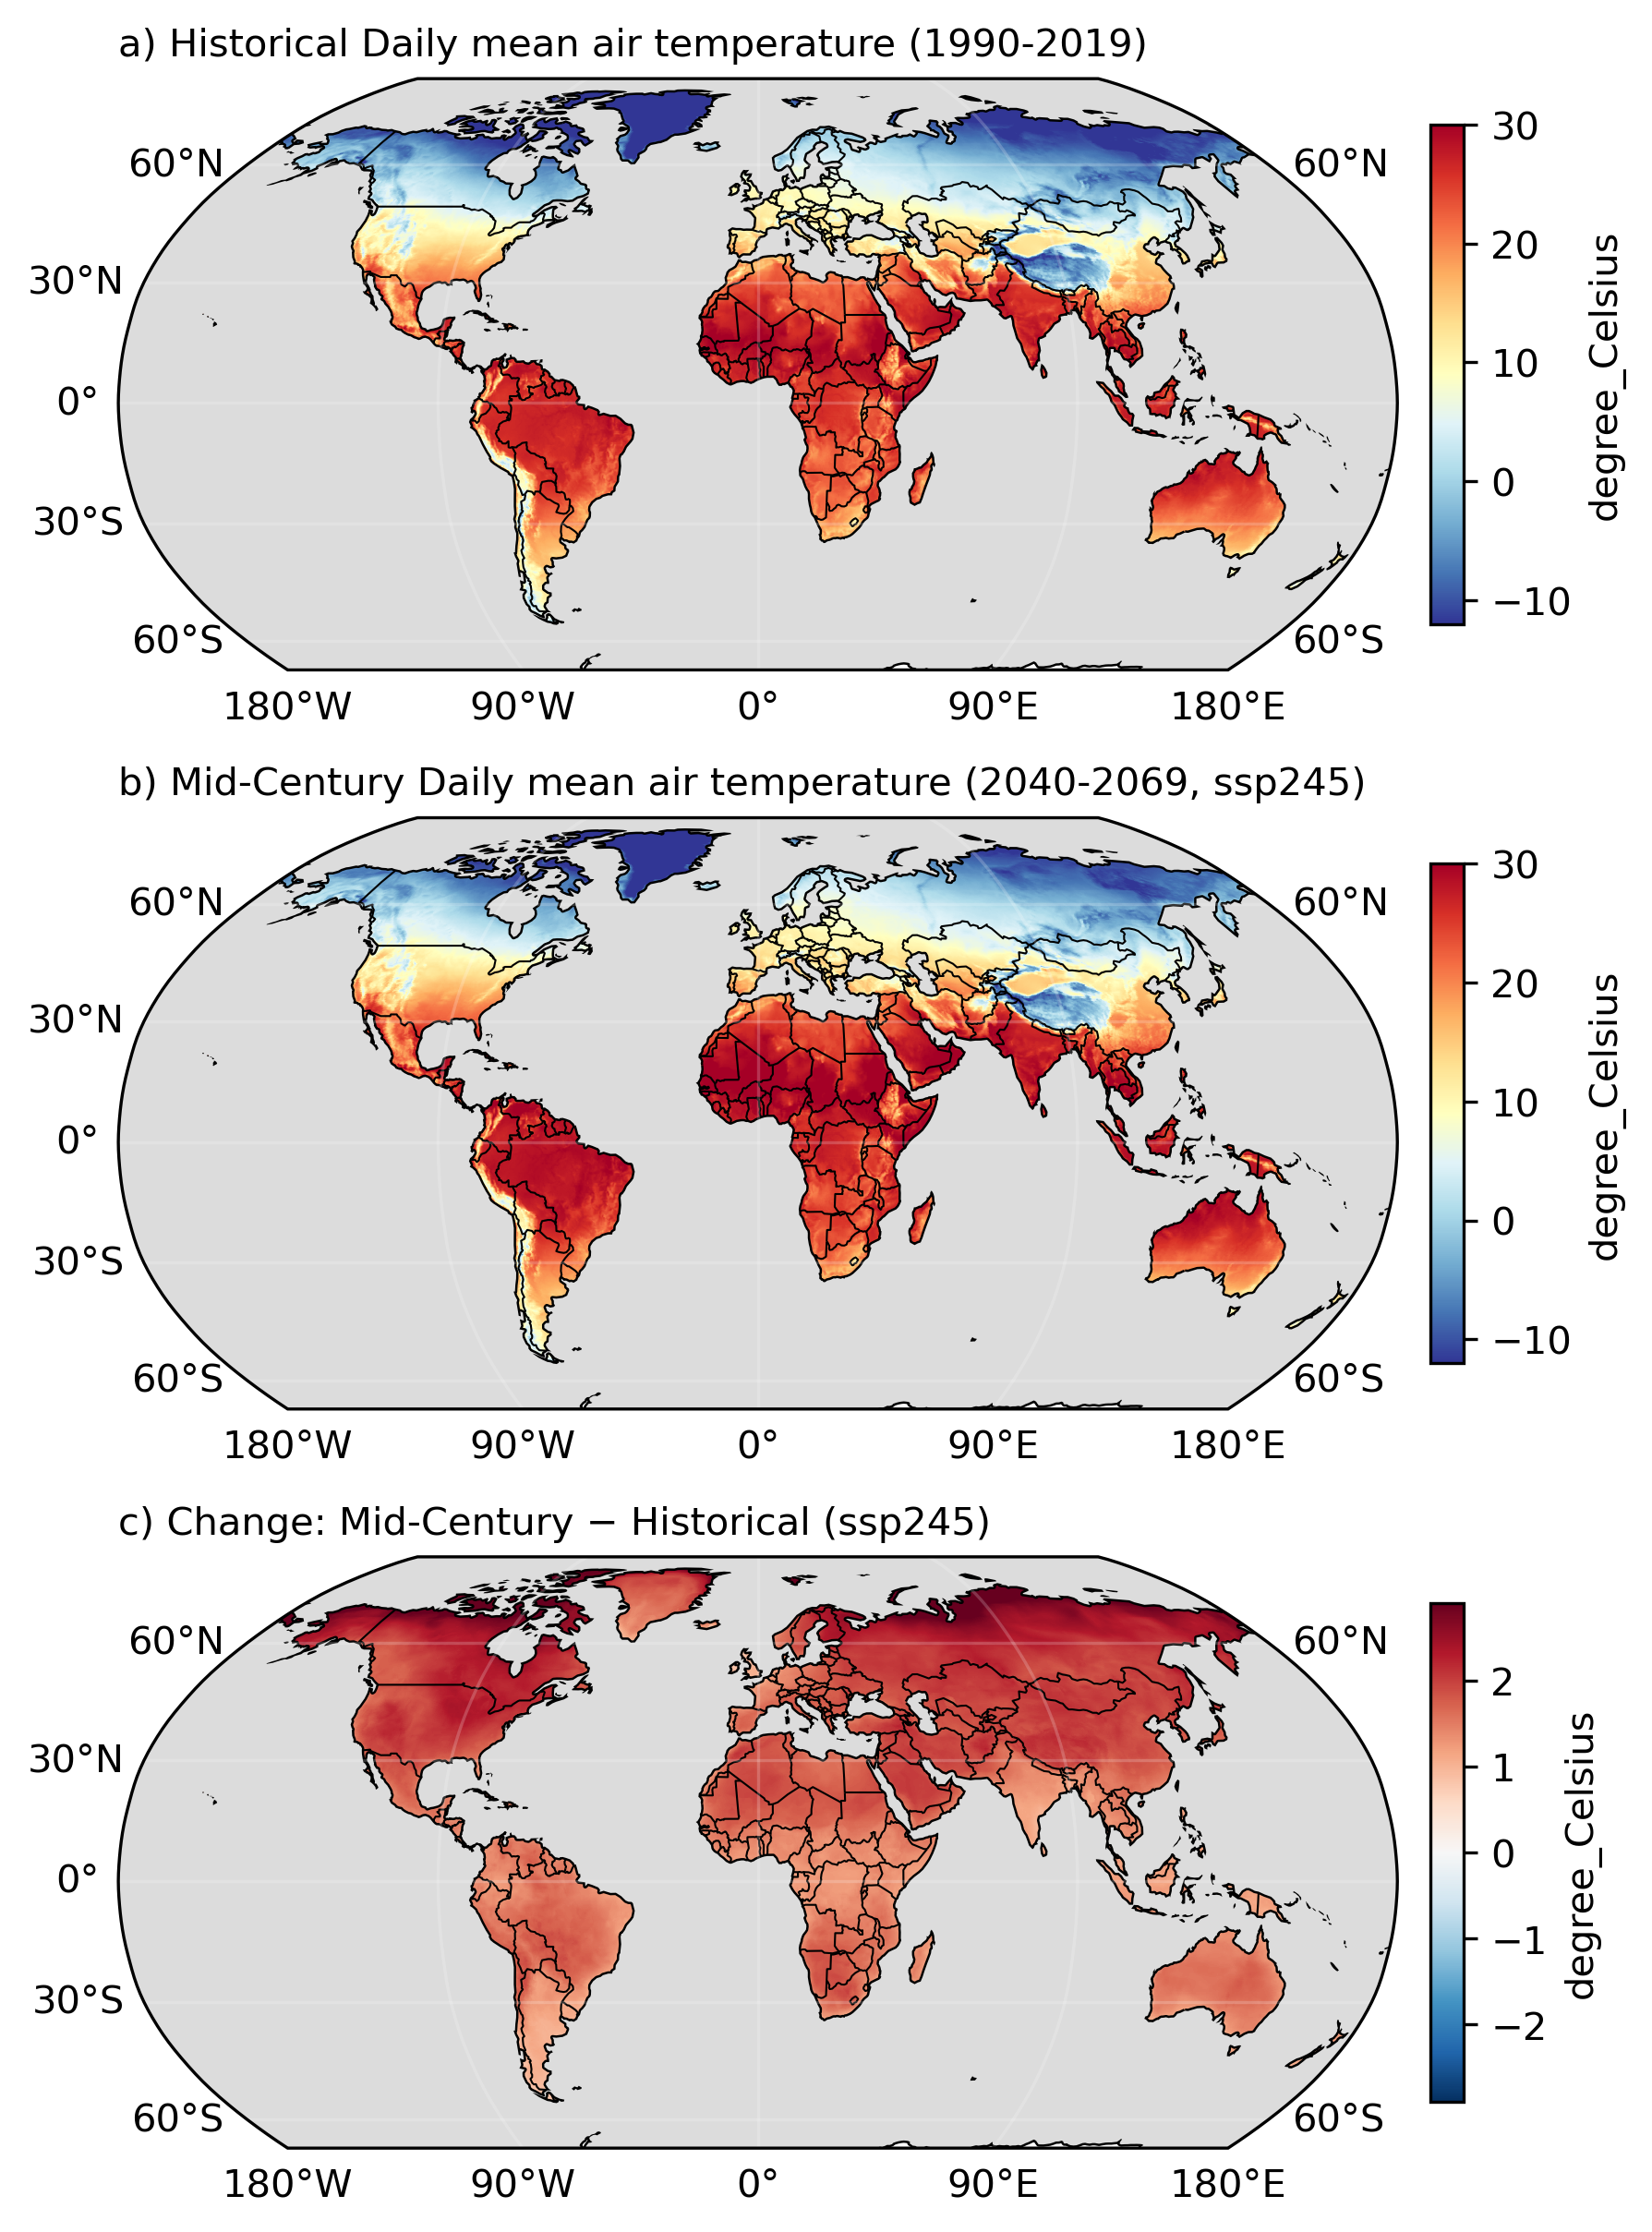 a) Historical Daily mean air temperature (1990-2019)
60°N
60°N
30°N
0°
30°S
60°S
60°S
180°W
90°W
0°
90°E
180°E
30
20
10
0
−10
degree_Celsius
b) Mid-Century Daily mean air temperature (2040-2069, ssp245)
60°N
60°N
30°N
0°
30°S
60°S
60°S
180°W
90°W
0°
90°E
180°E
30
20
10
0
−10
degree_Celsius
c) Change: Mid-Century − Historical (ssp245)
60°N
60°N
30°N
0°
30°S
60°S
60°S
180°W
90°W
0°
90°E
180°E
2
1
0
−1
−2
degree_Celsius